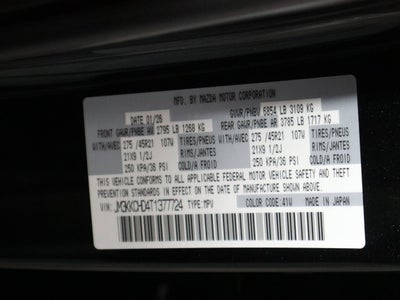 MFD. BY MAZDA MOTOR CORPORATION
DATE 01/26 GVWR/PNBV 6854 LB 3109 KG
FRONT GAWR/PNBE AV 2795 LB 1268 KG REAR GAWR/PNBE AR 3785 LB 1717 KG
WITH/AVEC 275 /45R21 107W TIRES/PNEUS WITH/AVEC 275 /45R21 107W TIRES/PNEUS
21X9 1/2J RIMS/JANTES 21X9 1/2J RIMS/JANTES
250 KPA/36 PSI COLD/A FROID 250 KPA/36 PSI COLD/A FROID
THIS VEHICLE CONFORMS TO ALL APPLICABLE FEDERAL MOTOR VEHICLE SAFETY, BUMPER, AND THEFT
PREVENTION STANDARDS IN EFFECT ON THE DATE OF MANUFACTURE SHOWN ABOVE.
VIN: JM3KKCHD4T1377724 TYPE:MPV COLOR CODE:41W MADE IN JAPAN